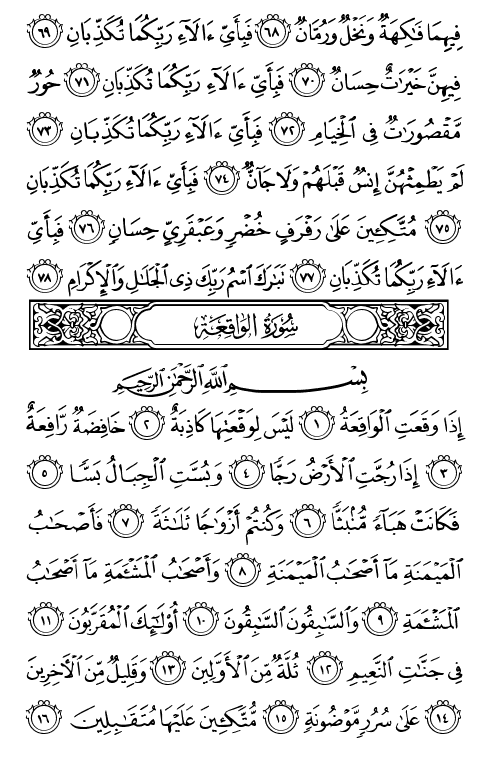 فِيهِمَا فَـٰكِهَةٌ وَنَخْلٌ وَرُمَّانٌ ٦٨ فَبِأَىِّ ءَالَآءِ رَبِّكُمَا تُكَذِّبَانِ ٦٩
فِيهِنَّ خَيْرَٰتٌ حِسَانٌ ٧٠ فَبِأَىِّ ءَالَآءِ رَبِّكُمَا تُكَذِّبَانِ ٧١ حُورٌ
مَّقْصُورَٰتٌ فِى ٱلْخِيَامِ ٧٢ فَبِأَىِّ ءَالَآءِ رَبِّكُمَا تُكَذِّبَانِ ٧٣
لَمْ يَطْمِثْهُنَّ إِنسٌ قَبْلَهُمْ وَلَا جَآنٌّ ٧٤ فَبِأَىِّ ءَالَآءِ رَبِّكُمَا تُكَذِّبَانِ
٧٥ مُتَّكِـِٔينَ عَلَىٰ رَفْرَفٍ خُضْرٍ وَعَبْقَرِىٍّ حِسَانٍ ٧٦ فَبِأَىِّ
ءَالَآءِ رَبِّكُمَا تُكَذِّبَانِ ٧٧ تَبَـٰرَكَ ٱسْمُ رَبِّكَ ذِى ٱلْجَلَـٰلِ وَٱلْإِكْرَامِ ٧٨
سُورَةُ الوَاقِعَةِ
بِسْمِ ٱللَّهِ ٱلرَّحْمَـٰنِ ٱلرَّحِيمِ
إِذَا وَقَعَتِ ٱلْوَاقِعَةُ ١ لَيْسَ لِوَقْعَتِهَا كَاذِبَةٌ ٢ خَافِضَةٌ رَّافِعَةٌ
٣ إِذَا رُجَّتِ ٱلْأَرْضُ رَجًّا ٤ وَبُسَّتِ ٱلْجِبَالُ بَسًّا ٥
فَكَانَتْ هَبَآءً مُّنۢبَثًّا ٦ وَكُنتُمْ أَزْوَٰجًا ثَلَـٰثَةً ٧ فَأَصْحَـٰبُ
ٱلْمَيْمَنَةِ مَآ أَصْحَـٰبُ ٱلْمَيْمَنَةِ ٨ وَأَصْحَـٰبُ ٱلْمَشْـَٔمَةِ مَآ أَصْحَـٰبُ
ٱلْمَشْـَٔمَةِ ٩ وَٱلسَّـٰبِقُونَ ٱلسَّـٰبِقُونَ ١٠ أُو۟لَـٰٓئِكَ ٱلْمُقَرَّبُونَ ١١
فِى جَنَّـٰتِ ٱلنَّعِيمِ ١٢ ثُلَّةٌ مِّنَ ٱلْأَوَّلِينَ ١٣ وَقَلِيلٌ مِّنَ ٱلْـَٔاخِرِينَ
١٤ عَلَىٰ سُرُرٍ مَّوْضُونَةٍ ١٥ مُّتَّكِـِٔينَ عَلَيْهَا مُتَقَـٰبِلِينَ ١٦